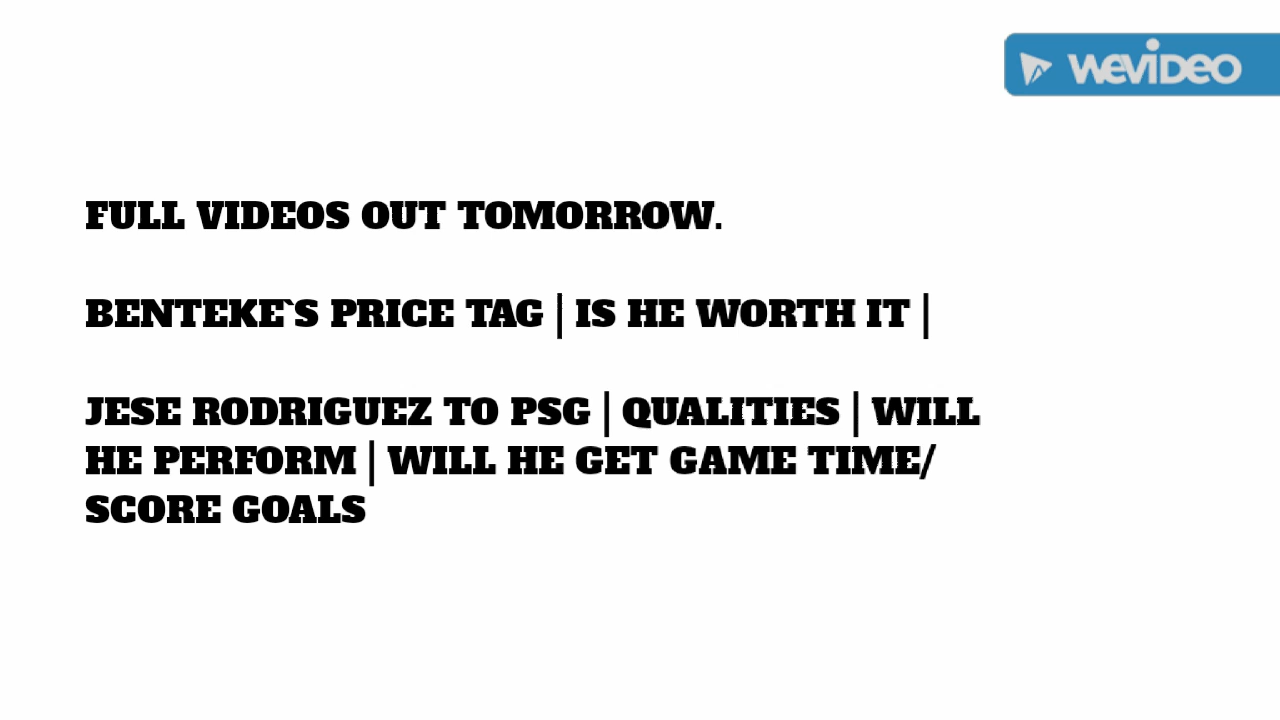 WEVIDEO
FULL VIDEOS OUT TOMORROW.
BENTEKE`S PRICE TAG | IS HE WORTH IT |
JESE RODRIGUEZ TO PSG | QUALITIES | WILL
HE PERFORM | WILL HE GET GAME TIME/
SCORE GOALS